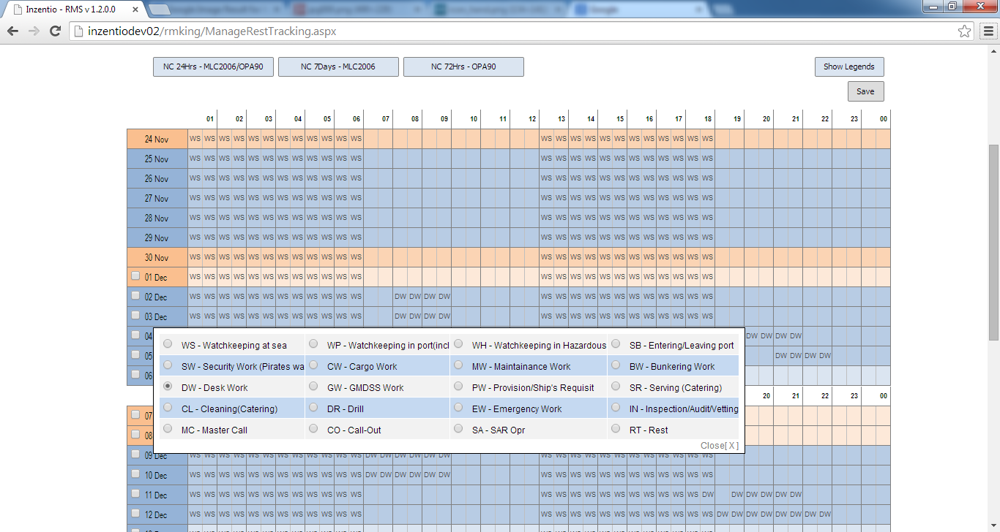 Inzentio - RMS v 1.2.0.0
inzentiodev02/rmking/ManageRestTracking.aspx
NC 24Hrs - MLC2006/OPA90 NC 7Days - MLC2006 NC 72Hrs - OPA90 Show Legends
Save
01 02 03 04 05 06 07 08 09 10 11 12 13 14 15 16 17 18 19 20 21 22 23 00
24 Nov WS WS WS WS WS WS WS WS WS WS WS WS WS WS WS WS WS WS WS WS WS WS WS WS
25 Nov WS WS WS WS WS WS WS WS WS WS WS WS WS WS WS WS WS WS WS WS WS WS WS WS
26 Nov WS WS WS WS WS WS WS WS WS WS WS WS WS WS WS WS WS WS WS WS WS WS WS WS
27 Nov WS WS WS WS WS WS WS WS WS WS WS WS WS WS WS WS WS WS WS WS WS WS WS WS
28 Nov WS WS WS WS WS WS WS WS WS WS WS WS WS WS WS WS WS WS WS WS WS WS WS WS
29 Nov WS WS WS WS WS WS WS WS WS WS WS WS WS WS WS WS WS WS WS WS WS WS WS WS
30 Nov WS WS WS WS WS WS WS WS WS WS WS WS WS WS WS WS WS WS WS WS WS WS WS WS
01 Dec WS WS WS WS WS WS WS WS WS WS WS WS WS WS WS WS WS WS WS WS WS WS WS WS
02 Dec WS WS WS WS WS WS WS WS WS WS WS WS DW DW DW DW WS WS WS WS WS WS WS WS WS WS WS WS
03 Dec WS WS WS WS WS WS WS WS WS WS WS WS DW DW DW DW WS WS WS WS WS WS WS WS WS WS WS WS
04 DW DW DW DW
WS - Watchkeeping at sea WP - Watchkeeping in port(incl WH - Watchkeeping in Hazardous SB - Entering/Leaving port
05 DW DW DW DW
SW - Security Work (Pirates wa CW - Cargo Work MW - Maintainance Work BW - Bunkering Work
06
DW - Desk Work GW - GMDSS Work PW - Provision/Ship's Requisit SR - Serving (Catering)
20 21 22 23 00
CL - Cleaning(Catering) DR - Drill EW - Emergency Work IN - Inspection/Audit/Vetting
07
MC - Master Call CO - Call-Out SA - SAR Opr RT - Rest
08
Close[ X ]
09 Dec WS WS WS WS WS WS WS WS WS WS WS WS DW DW DW DW DW DW WS WS WS WS WS WS WS WS WS WS WS WS
10 Dec WS WS WS WS WS WS WS WS WS WS WS WS DW DW DW DW DW DW WS WS WS WS WS WS WS WS WS WS WS WS
11 Dec WS WS WS WS WS WS WS WS WS WS WS WS WS WS WS WS WS WS WS WS WS WS WS DW DW DW DW DW DW
12 Dec WS WS WS WS WS WS WS WS WS WS WS WS WS WS WS WS WS WS WS WS WS WS WS WS DW DW DW DW DW DW DW DW